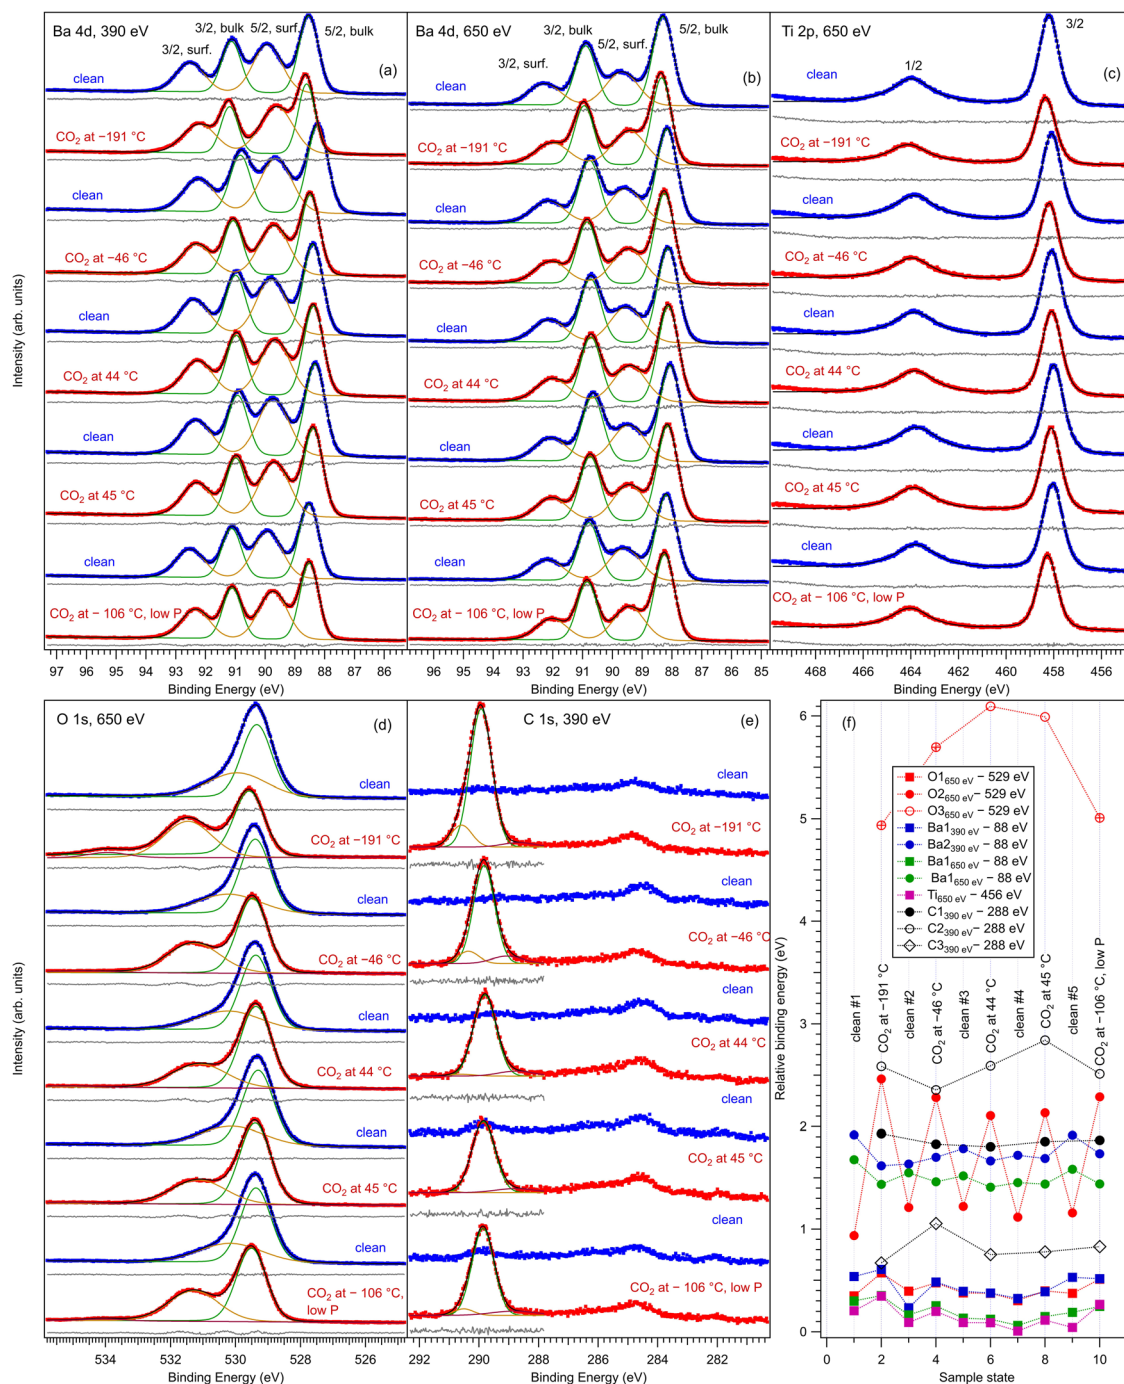 Ba 4d, 390 eV
3/2, surf.
3/2, bulk
5/2, surf.
5/2, bulk
(a)
clean
CO2 at −191 °C
clean
CO2 at −46 °C
clean
CO2 at 44 °C
clean
CO2 at 45 °C
clean
CO2 at − 106 °C, low P
97 96 95 94 93 92 91 90 89 88 87 86
Binding Energy (eV)
Intensity (arb. units)
Ba 4d, 650 eV
3/2, surf.
3/2, bulk
5/2, surf.
5/2, bulk
(b)
clean
CO2 at −191 °C
clean
CO2 at −46 °C
clean
CO2 at 44 °C
clean
CO2 at 45 °C
clean
CO2 at − 106 °C, low P
96 95 94 93 92 91 90 89 88 87 86 85
Binding Energy (eV)
Ti 2p, 650 eV
1/2
3/2
(c)
clean
−191 °C
clean
CO2 at −46 °C
clean
CO2 at 44 °C
clean
CO2 at 45 °C
clean
CO2 at − 106 °C, low P
468 466 464 462 460 458 456
Binding Energy (eV)
O 1s, 650 eV
(d)
clean
CO2 at −191 °C
clean
CO2 at −46 °C
clean
CO2 at 44 °C
clean
CO2 at 45 °C
clean
CO2 at − 106 °C,
low P
534 532 530 528 526 524
Binding Energy (eV)
Intensity (arb. units)
C 1s, 390 eV
(e)
clean
CO2 at −191 °C
clean
CO2 at −46 °C
clean
CO2 at 44 °C
clean
CO2 at 45 °C
clean
CO2 at − 106 °C, low P
292 290 288 286 284 282
Binding Energy (eV)
(f)
O1650 eV − 529 eV
O2650 eV − 529 eV
O3650 eV − 529 eV
Ba1390 eV − 88 eV
Ba2390 eV − 88 eV
Ba1650 eV − 88 eV
Ba1650 eV − 88 eV
Ti650 eV − 456 eV
C1390 eV − 288 eV
C2390 eV − 288 eV
C3390 eV − 288 eV
clean #1
CO2 at −191 °C
clean #2
CO2 at −46 °C
clean #3
CO2 at 44 °C
clean #4
CO2 at 45 °C
clean #5
CO2 at −106 °C, low P
Relative binding energy (eV)
6
5
4
3
2
1
0
0 2 4 6 8 10
Sample state